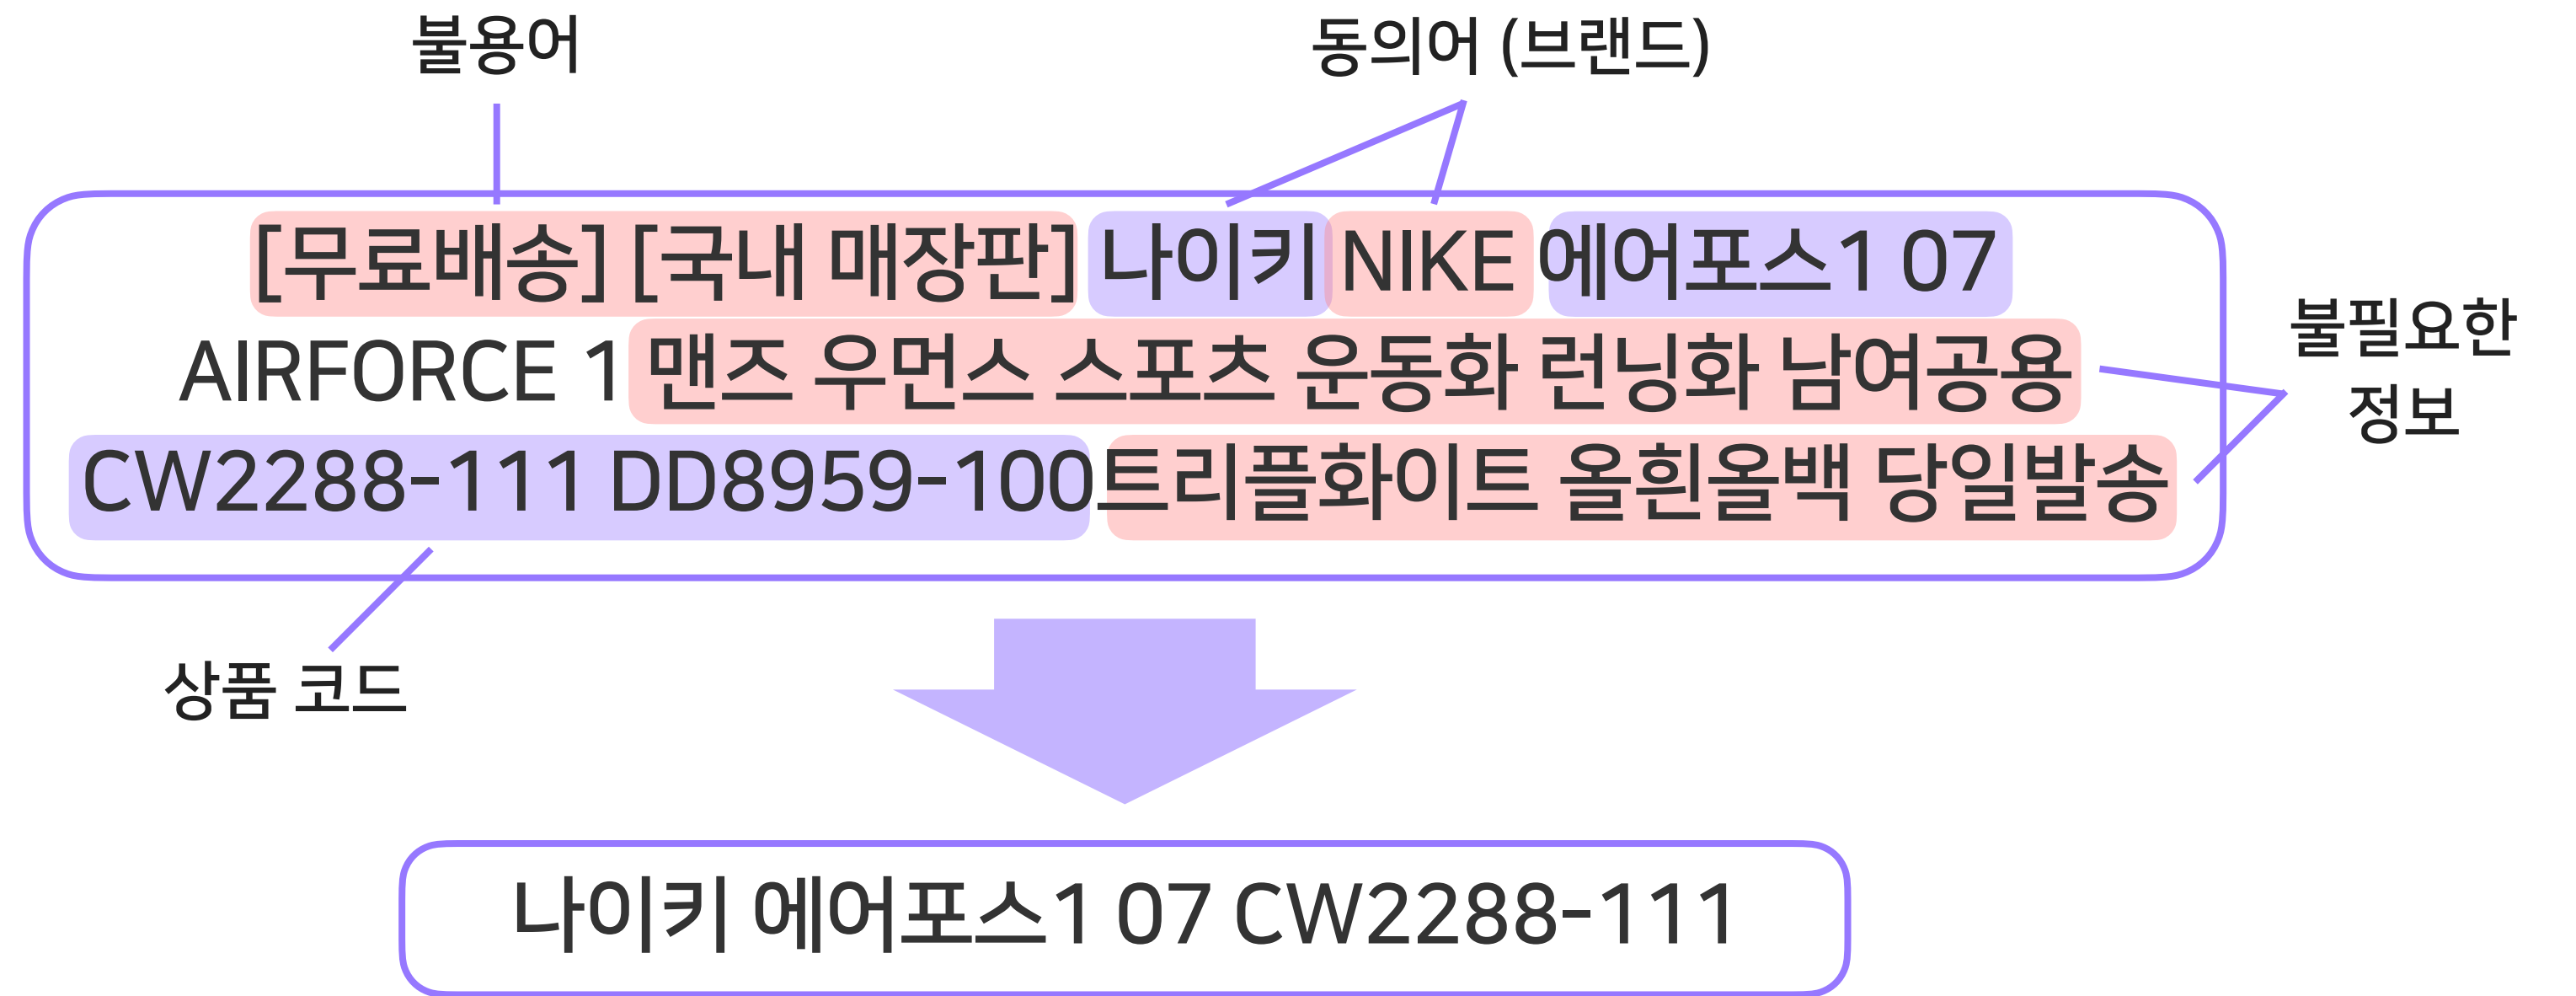 불용어
동의어 (브랜드)
[무료배송] [국내 매장판] 나이키 NIKE 에어포스1 07
AIRFORCE 1 맨즈 우먼스 스포츠 운동화 런닝화 남여공용
CW2288-111 DD8959-100트리플화이트 올흰올백 당일발송
불필요한
정보
상품 코드
나이키 에어포스1 07 CW2288-111